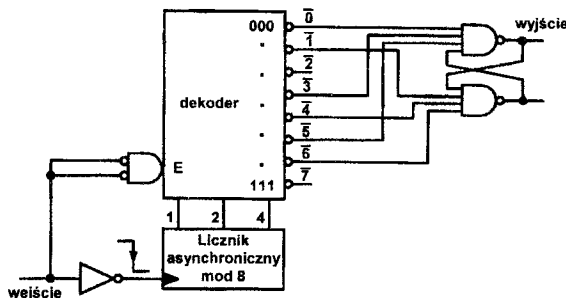 000
0̅
1̅
2̅
3̅
dekoder
4̅
5̅
6̅
E
111
7̅
1 2 4
Licznik
asynchroniczny
mod 8
wejście
wyjście